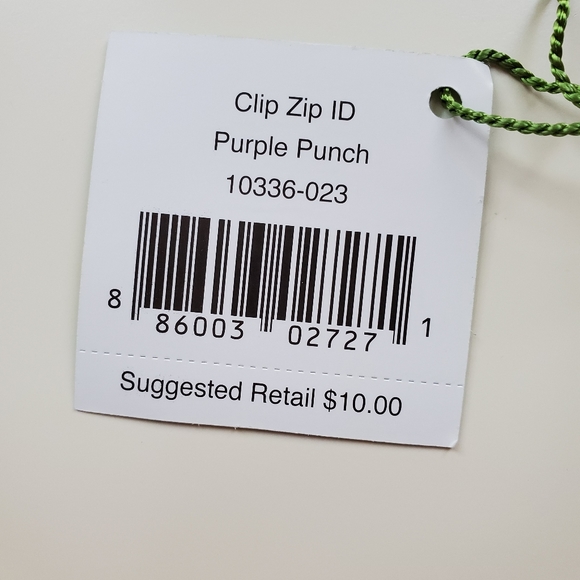 Clip Zip ID
Purple Punch
10336-023
8 86003 02727 1
Suggested Retail $10.00